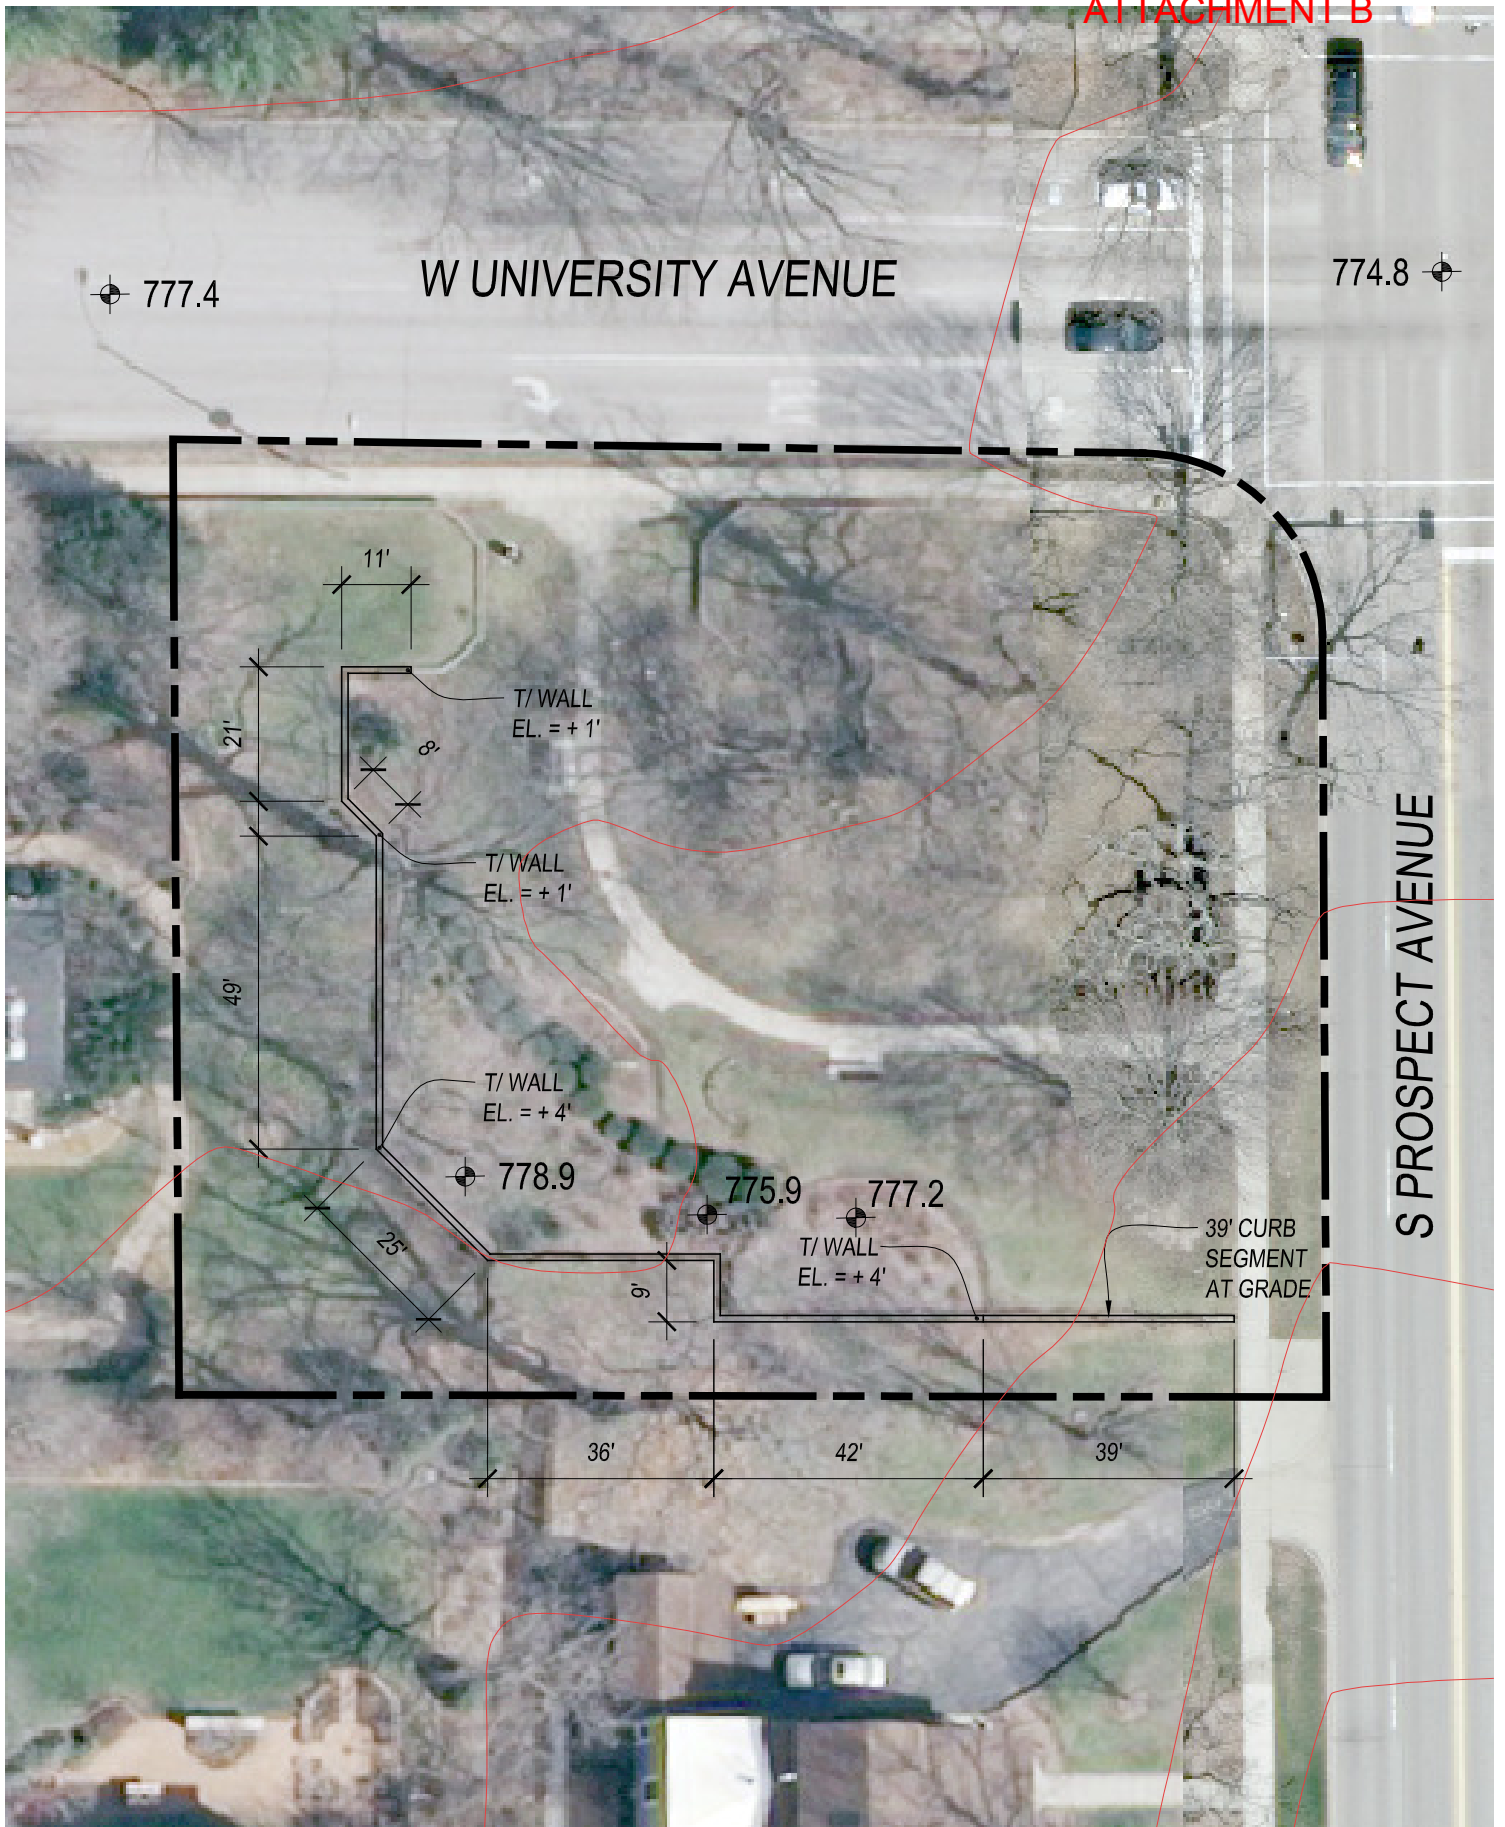 ATTACHMENT B
W UNIVERSITY AVENUE
777.4
774.8
11'
21'
T/ WALL
EL. = + 1'
8'
T/ WALL
EL. = + 1'
49'
S PROSPECT AVENUE
T/ WALL
EL. = + 4'
778.9
775.9
777.2
25'
9'
T/ WALL
EL. = + 4'
39' CURB
SEGMENT
AT GRADE
36'
42'
39'